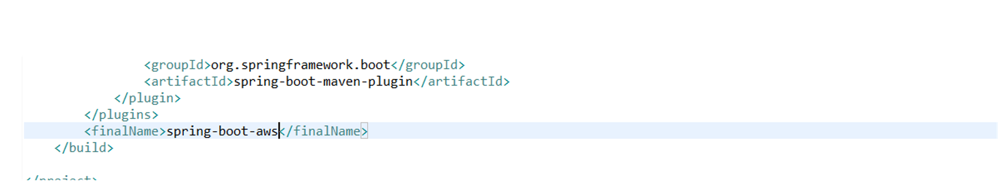 <groupId>org.springframework.boot</groupId>
<artifactId>spring-boot-maven-plugin</artifactId>
</plugin>
</plugins>
<finalName>spring-boot-aws</finalName>
</build>
</project>